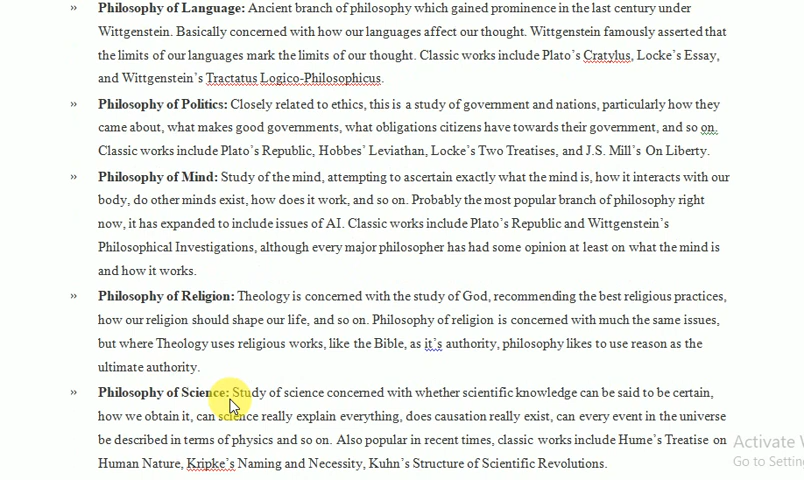 » Philosophy of Language: Ancient branch of philosophy which gained prominence in the last century under
Wittgenstein. Basically concerned with how our languages affect our thought. Wittgenstein famously asserted that
the limits of our languages mark the limits of our thought. Classic works include Plato's Cratylus, Locke's Essay,
and Wittgenstein's Tractatus Logico-Philosophicus.
» Philosophy of Politics: Closely related to ethics, this is a study of government and nations, particularly how they
came about, what makes good governments, what obligations citizens have towards their government, and so on.
Classic works include Plato's Republic, Hobbes' Leviathan, Locke's Two Treatises, and J.S. Mill's On Liberty.
» Philosophy of Mind: Study of the mind, attempting to ascertain exactly what the mind is, how it interacts with our
body, do other minds exist, how does it work, and so on. Probably the most popular branch of philosophy right
now, it has expanded to include issues of AI. Classic works include Plato's Republic and Wittgenstein's
Philosophical Investigations, although every major philosopher has had some opinion at least on what the mind is
and how it works.
» Philosophy of Religion: Theology is concerned with the study of God, recommending the best religious practices,
how our religion should shape our life, and so on. Philosophy of religion is concerned with much the same issues,
but where Theology uses religious works, like the Bible, as it's authority, philosophy likes to use reason as the
ultimate authority.
» Philosophy of Science: Study of science concerned with whether scientific knowledge can be said to be certain,
how we obtain it, can science really explain everything, does causation really exist, can every event in the universe
be described in terms of physics and so on. Also popular in recent times, classic works include Hume's Treatise on
Human Nature, Kripke's Naming and Necessity, Kuhn's Structure of Scientific Revolutions.
Activate
Go to